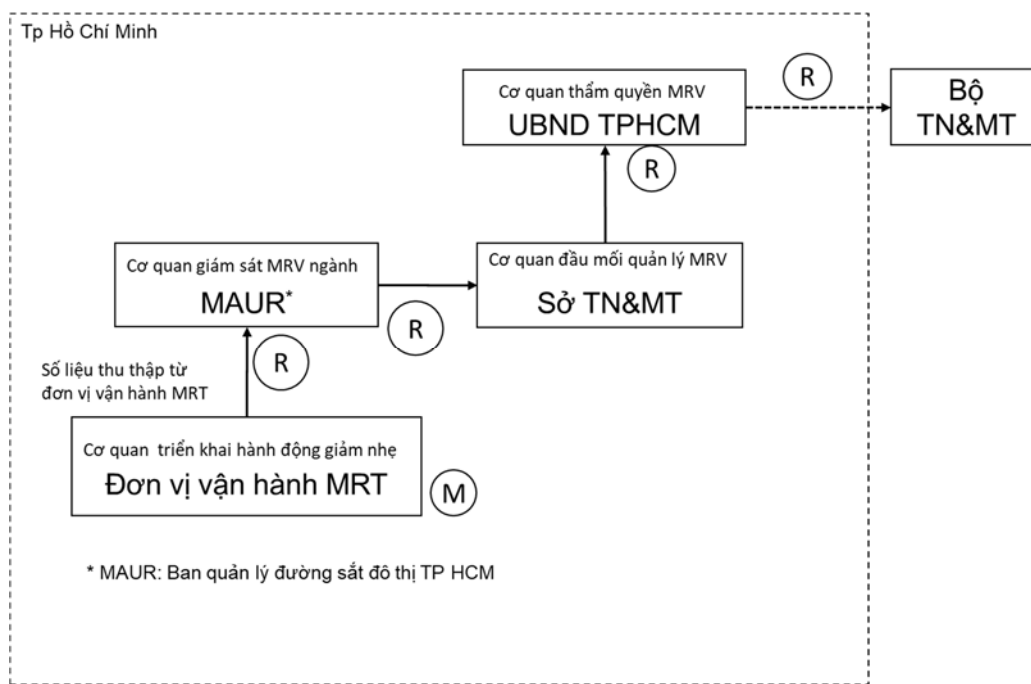 Tp Hồ Chí Minh
Cơ quan thẩm quyền MRV
UBND TPHCM
R
Bộ
TN&MT
R
Cơ quan giám sát MRV ngành
MAUR*
R
Cơ quan đầu mối quản lý MRV
Sở TN&MT
Số liệu thu thập từ
đơn vị vận hành MRT
R
Cơ quan triển khai hành động giảm nhẹ
Đơn vị vận hành MRT
M
* MAUR: Ban quản lý đường sắt đô thị TP HCM